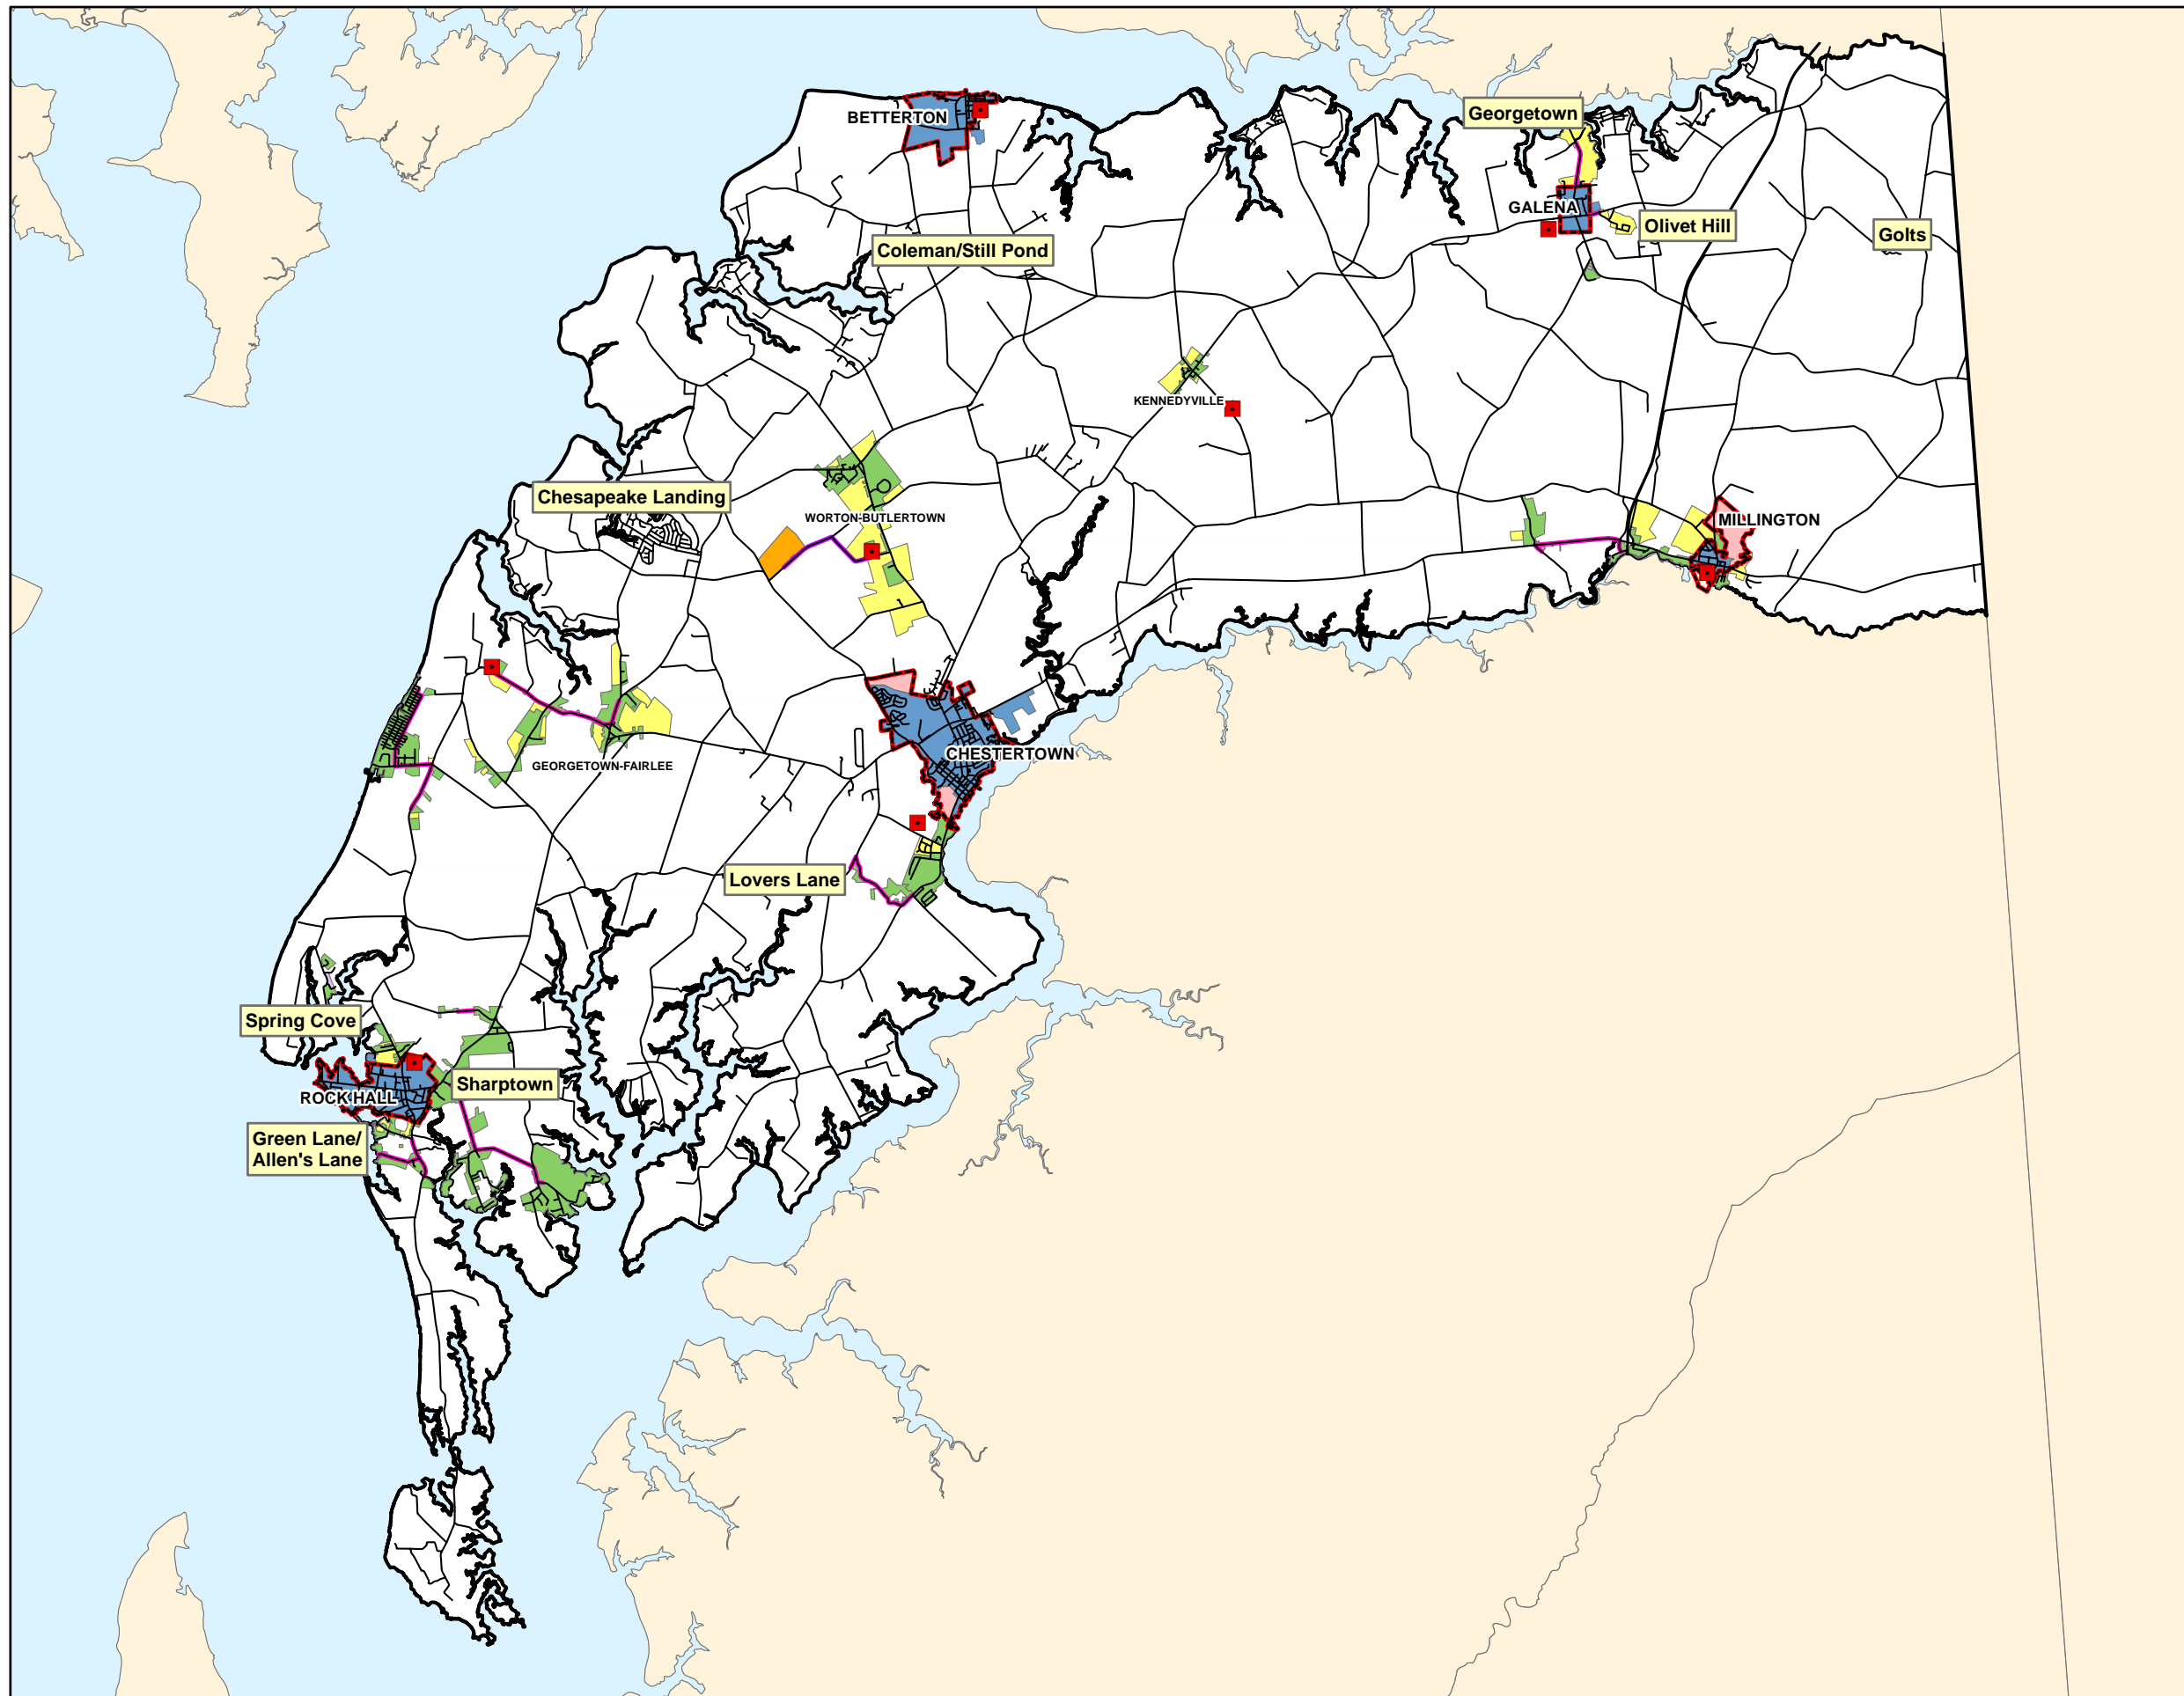 BETTERTON
Georgetown
GALENA
Olivet Hill
Golts
Coleman/Still Pond
KENNEDYVILLE
Chesapeake Landing
WORTON-BUTLERTOWN
MILLINGTON
CHESTERTOWN
GEORGETOWN-FAIRLEE
Lovers Lane
Spring Cove
Sharptown
ROCK HALL
Green Lane/
Allen's Lane